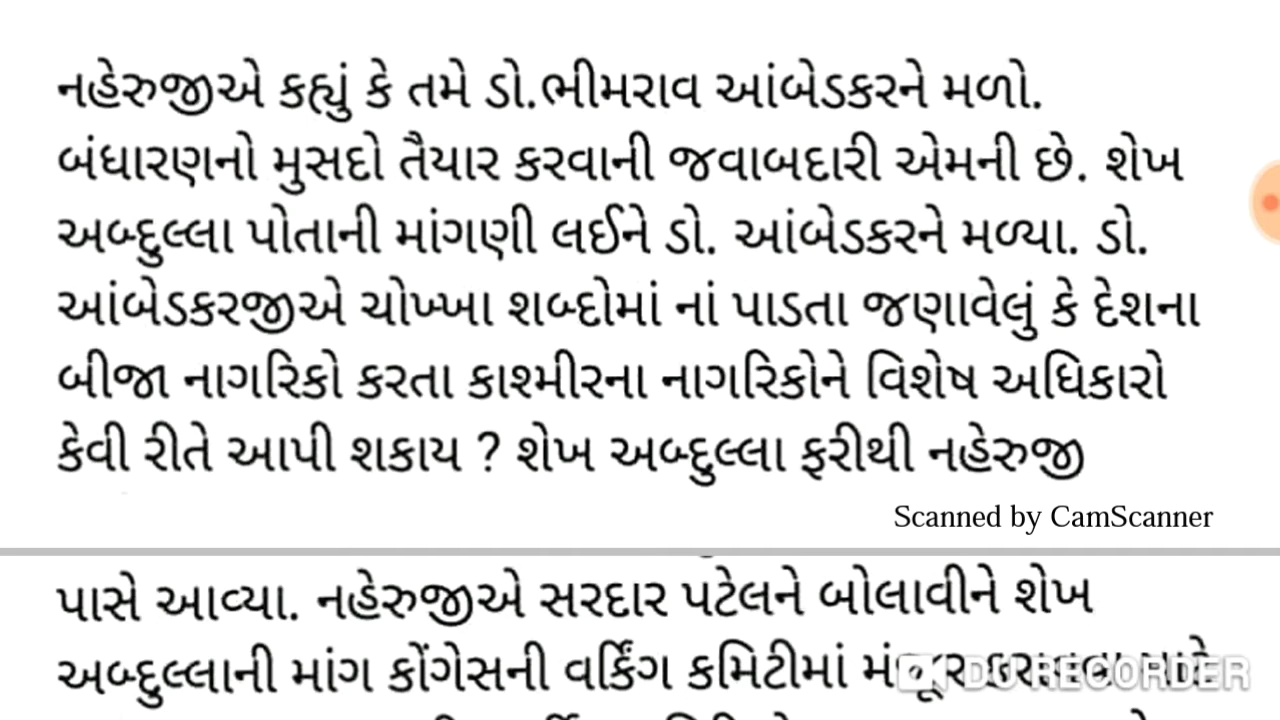 નહેરુજીએ કહ્યું કે તમે ડો.ભીમરાવ આંબેડકરને મળો.
બંધારણનો મુસદો તૈયાર કરવાની જવાબદારી એમની છે. શેખ
અબ્દુલ્લા પોતાની માંગણી લઈને ડો. આંબેડકરને મળ્યા. ડો.
આંબેડકરજીએ ચોખ્ખા શબ્દોમાં નાં પાડતા જણાવેલું કે દેશના
બીજા નાગરિકો કરતા કાશ્મીરના નાગરિકોને વિશેષ અધિકારો
કેવી રીતે આપી શકાય ? શેખ અબ્દુલ્લા ફરીથી નહેરુજી
Scanned by CamScanner
પાસે આવ્યા. નહેરુજીએ સરદાર પટેલને બોલાવીને શેખ
અબ્દુલ્લાની માંગ કોંગેસની વર્કિંગ કમિટીમાં મંજૂર
DU RECORDER